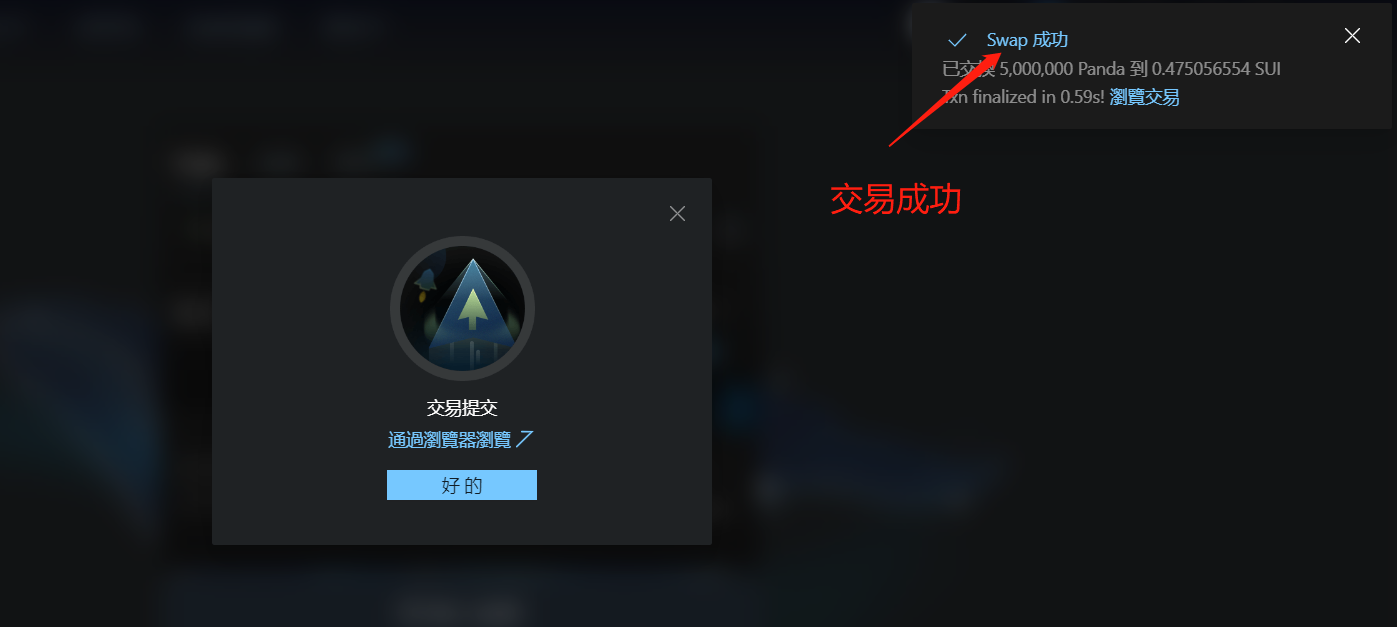 Swap 成功
已交換 5,000,000 Panda 到 0.475056554 SUI
Txn finalized in 0.59s! 瀏覽交易
交易成功
交易提交
通過瀏覽器瀏覽
好的